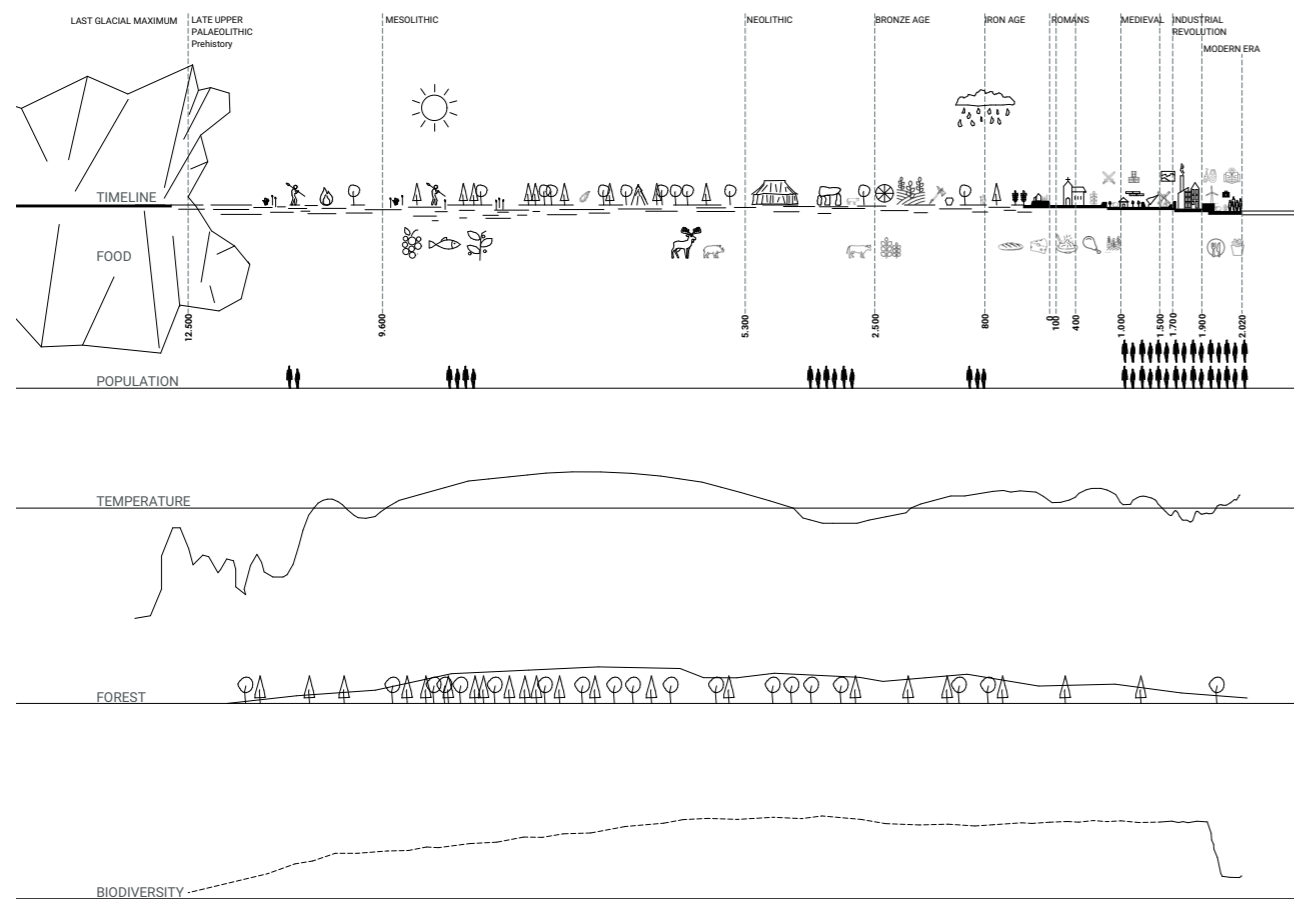 LAST GLACIAL MAXIMUM
LATE UPPER
PALAEOLITHIC
Prehistory
MESOLITHIC
NEOLITHIC
BRONZE AGE
IRON AGE
ROMANS
MEDIEVAL
INDUSTRIAL
REVOLUTION
MODERN ERA
TIMELINE
FOOD
12.500
9.600
5.300
2.500
800
0
100
400
1.000
1.500
1.700
1.900
2.020
POPULATION
TEMPERATURE
FOREST
BIODIVERSITY